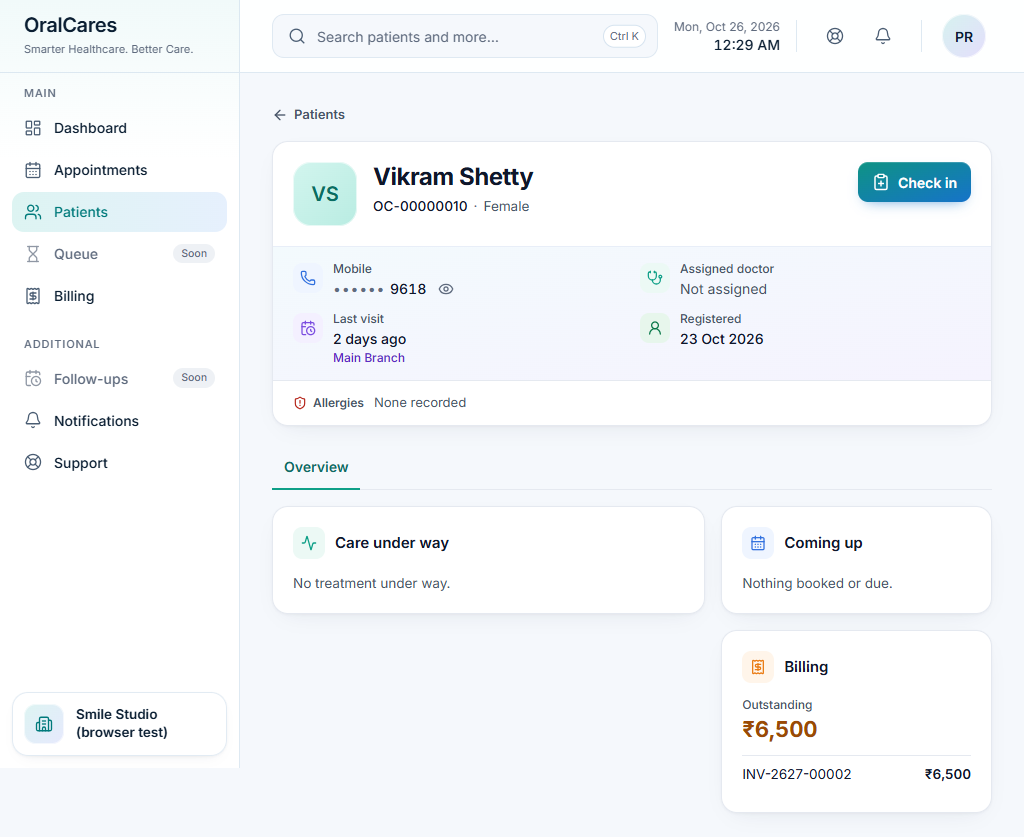 OralCares
Smarter Healthcare. Better Care.
MAIN
Dashboard
Appointments
Patients
Queue Soon
Billing
ADDITIONAL
Follow-ups Soon
Notifications
Support
Smile Studio
(browser test)
Search patients and more... Ctrl K
Mon, Oct 26, 2026
12:29 AM
PR
Patients
VS
Vikram Shetty
OC-00000010 · Female
Check in
Mobile
•••••• 9618
Assigned doctor
Not assigned
Last visit
2 days ago
Main Branch
Registered
23 Oct 2026
Allergies None recorded
Overview
Care under way
No treatment under way.
Coming up
Nothing booked or due.
Billing
Outstanding
₹6,500
INV-2627-00002 ₹6,500